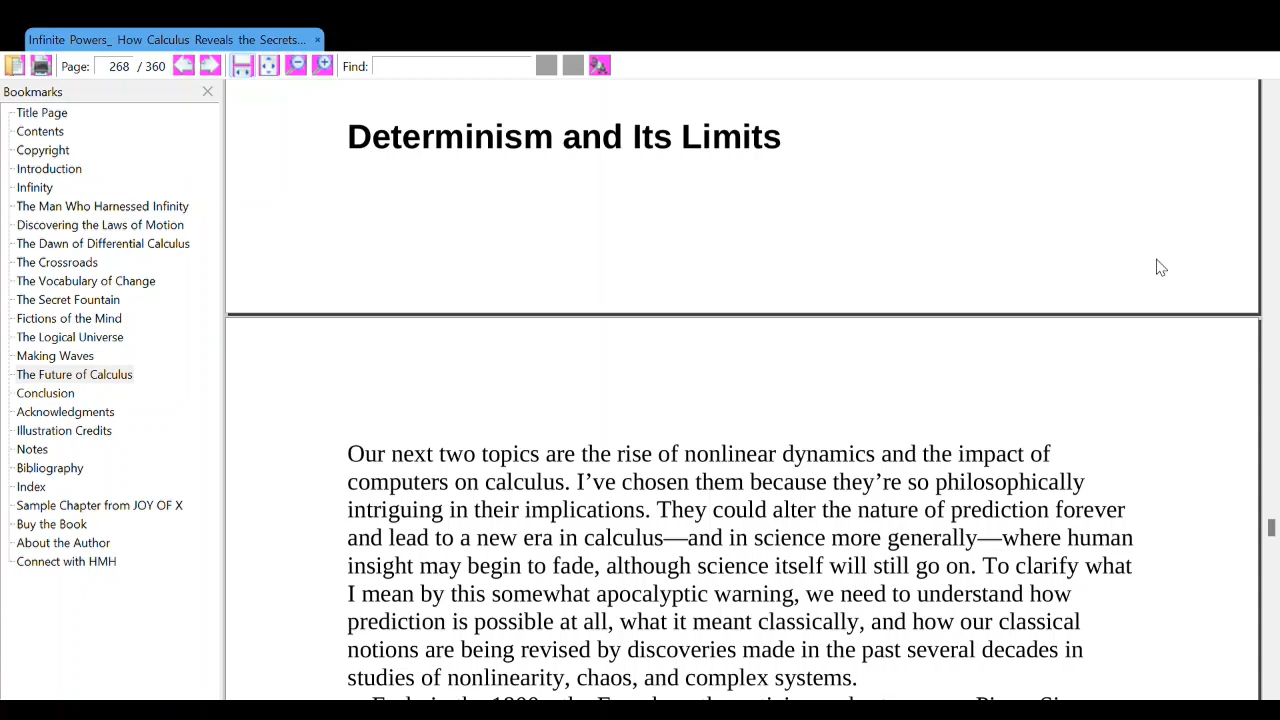 Infinite Powers_ How Calculus Reveals the Secrets... ×
Page: 268 / 360 Find:
Bookmarks
Title Page
Contents
Copyright
Introduction
Infinity
The Man Who Harnessed Infinity
Discovering the Laws of Motion
The Dawn of Differential Calculus
The Crossroads
The Vocabulary of Change
The Secret Fountain
Fictions of the Mind
The Logical Universe
Making Waves
The Future of Calculus
Conclusion
Acknowledgments
Illustration Credits
Notes
Bibliography
Index
Sample Chapter from JOY OF X
Buy the Book
About the Author
Connect with HMH
Determinism and Its Limits
Our next two topics are the rise of nonlinear dynamics and the impact of
computers on calculus. I’ve chosen them because they’re so philosophically
intriguing in their implications. They could alter the nature of prediction forever
and lead to a new era in calculus—and in science more generally—where human
insight may begin to fade, although science itself will still go on. To clarify what
I mean by this somewhat apocalyptic warning, we need to understand how
prediction is possible at all, what it meant classically, and how our classical
notions are being revised by discoveries made in the past several decades in
studies of nonlinearity, chaos, and complex systems.